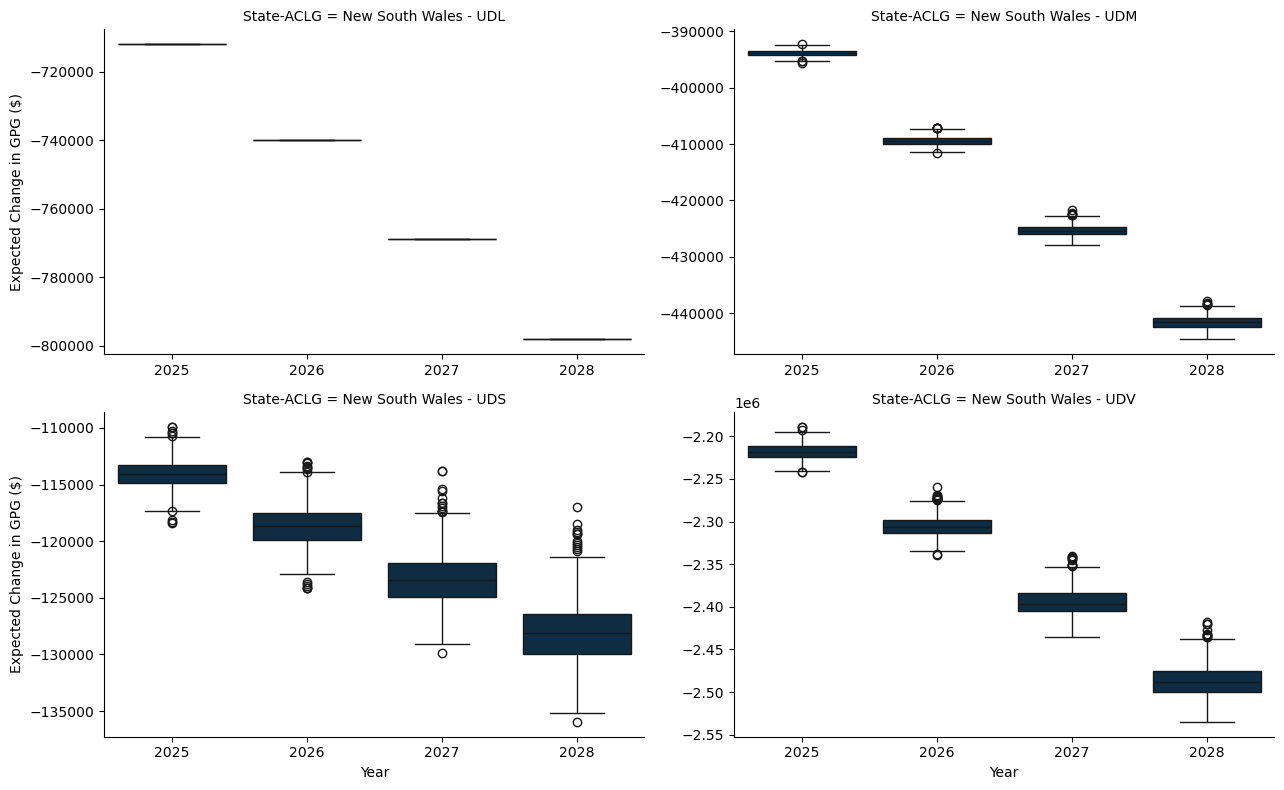 State-ACLG = New South Wales - UDL
Expected Change in GPG ($)
−720000
−740000
−760000
−780000
−800000
2025 2026 2027 2028
State-ACLG = New South Wales - UDM
−390000
−400000
−410000
−420000
−430000
−440000
2025 2026 2027 2028
State-ACLG = New South Wales - UDS
Expected Change in GPG ($)
−110000
−115000
−120000
−125000
−130000
−135000
2025 2026 2027 2028
Year
State-ACLG = New South Wales - UDV
1e6
−2.20
−2.25
−2.30
−2.35
−2.40
−2.45
−2.50
−2.55
2025 2026 2027 2028
Year